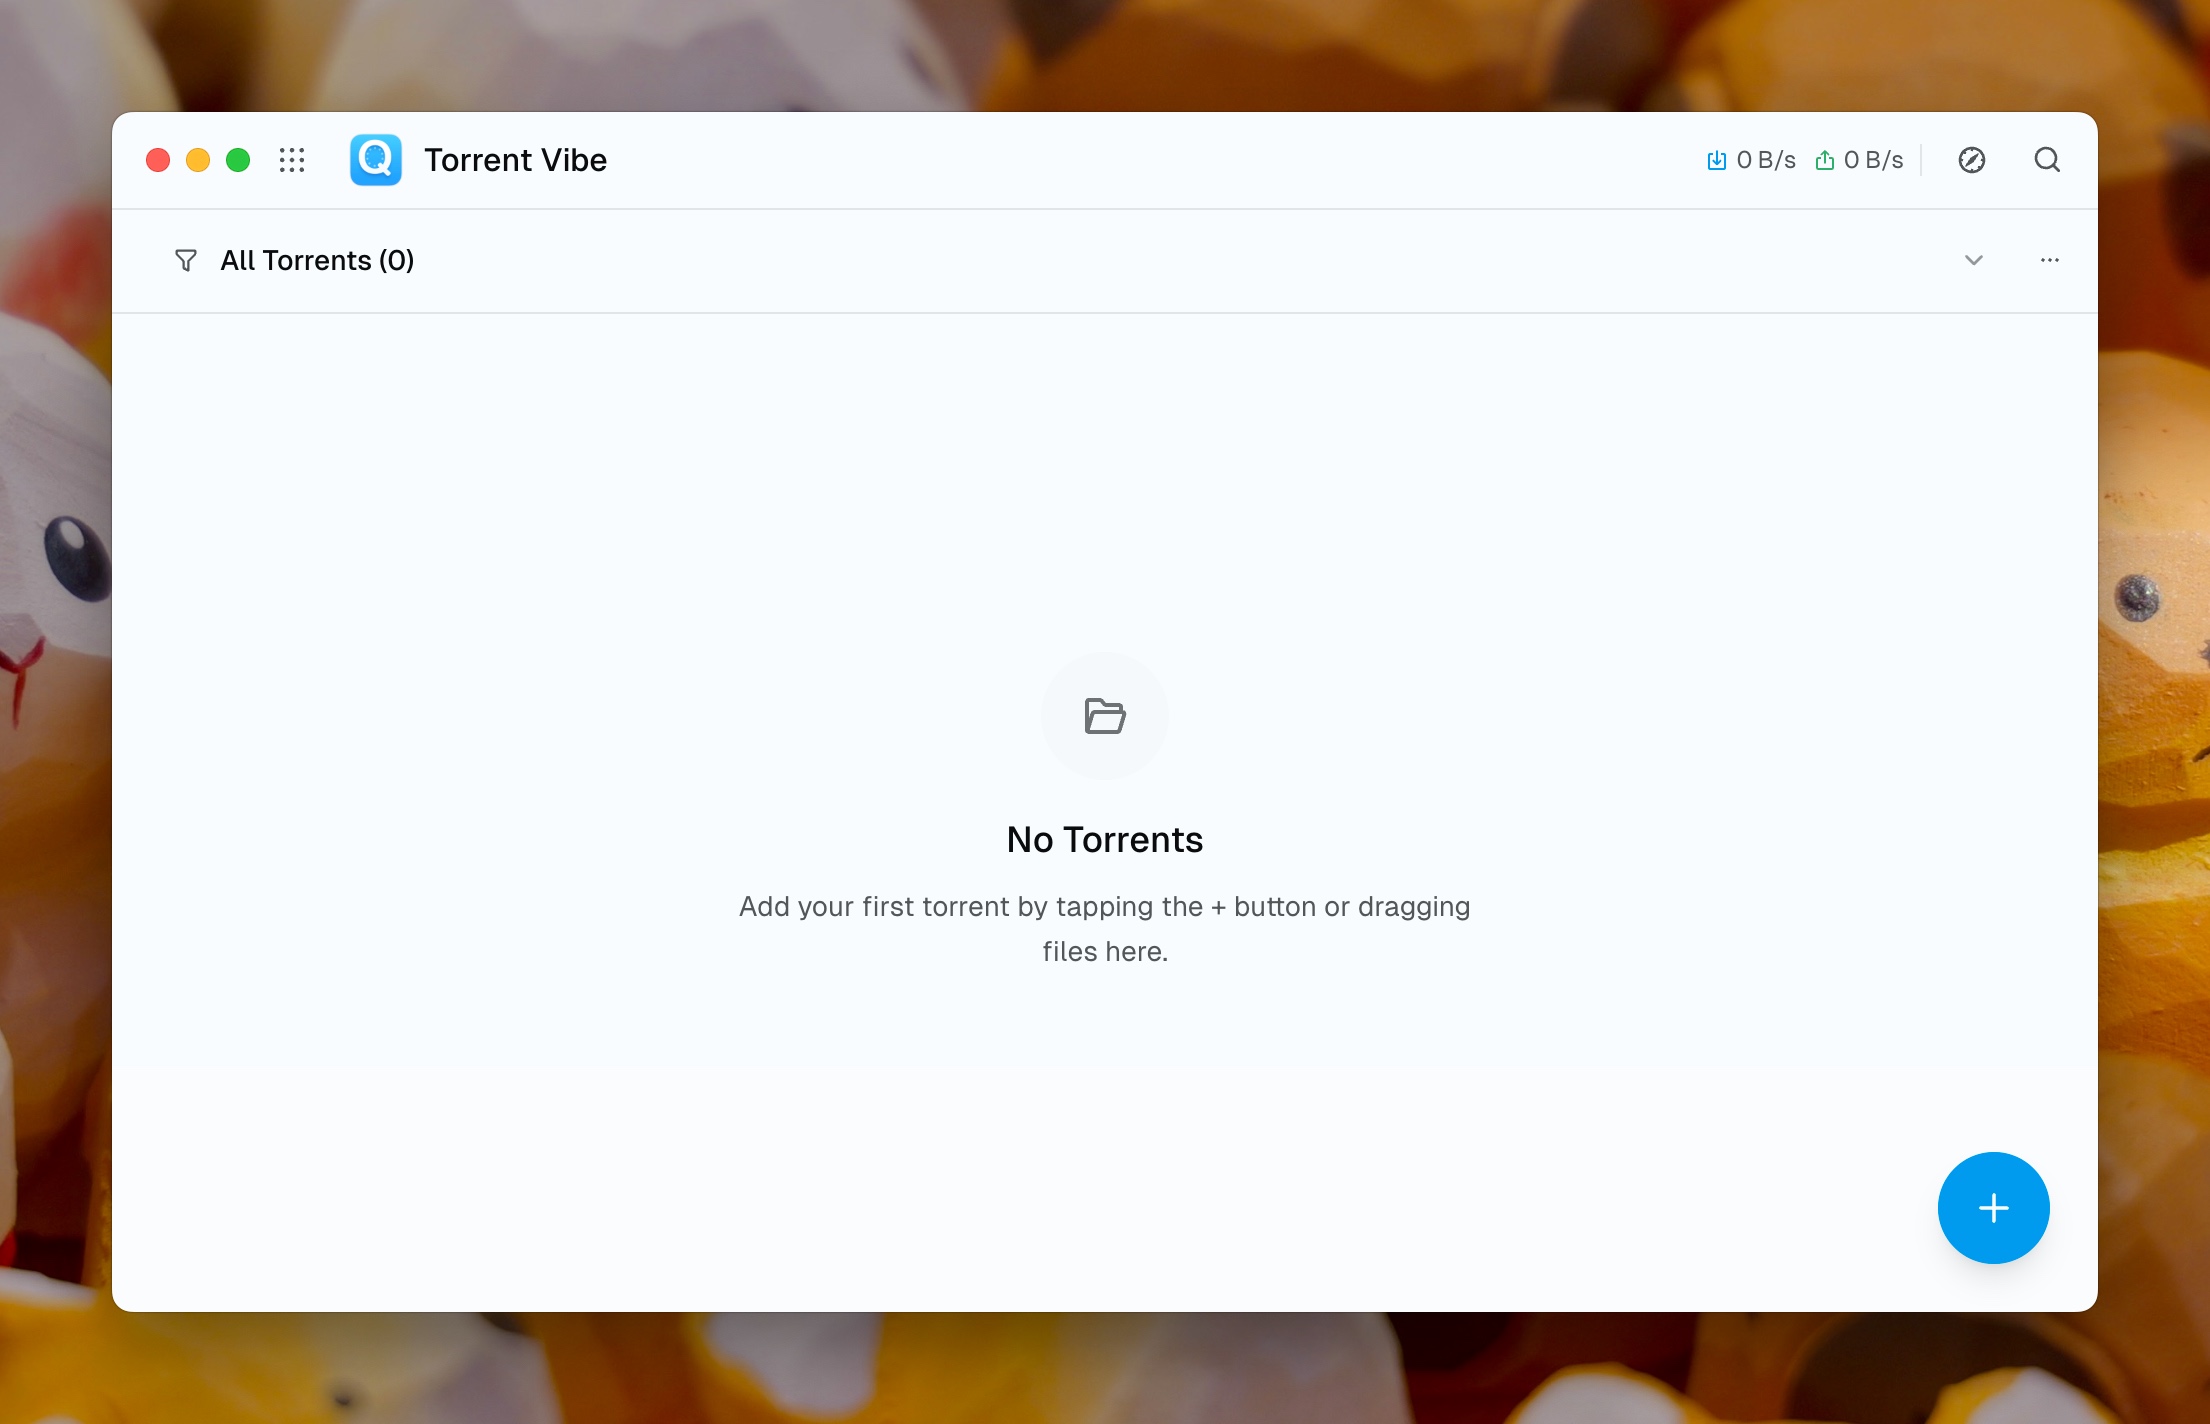 Torrent Vibe
0 B/s 0 B/s
All Torrents (0)
No Torrents
Add your first torrent by tapping the + button or dragging
files here.